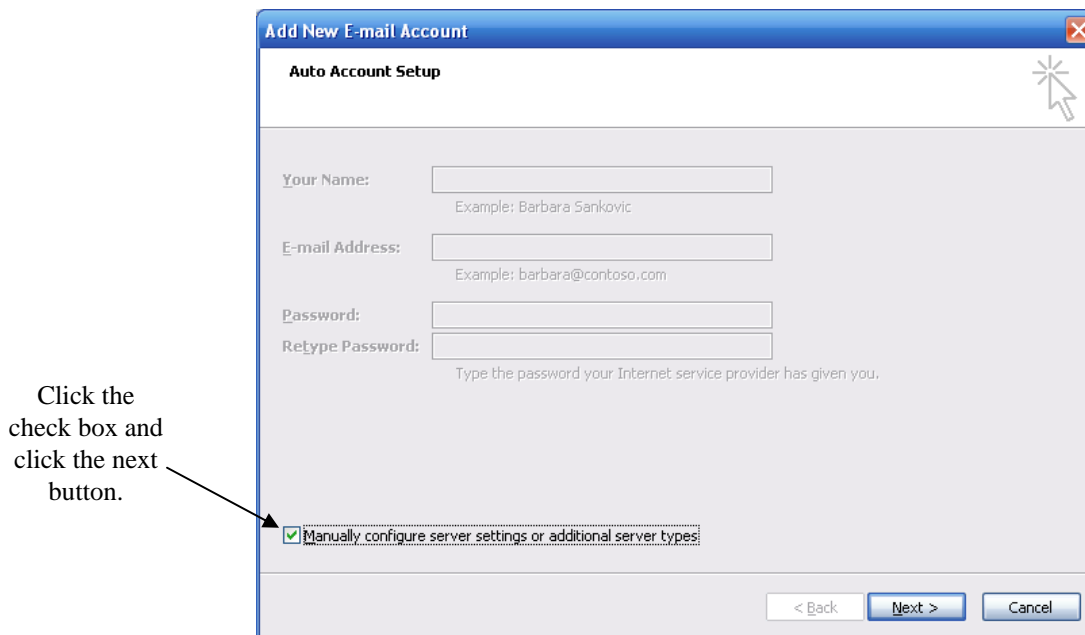 Add New E-mail Account
Auto Account Setup
Your Name:
Example: Barbara Sankovic
E-mail Address:
Example: barbara@contoso.com
Password:
Retype Password:
Type the password your Internet service provider has given you.
Click the
check box and
click the next
button.
Manually configure server settings or additional server types
< Back
Next >
Cancel